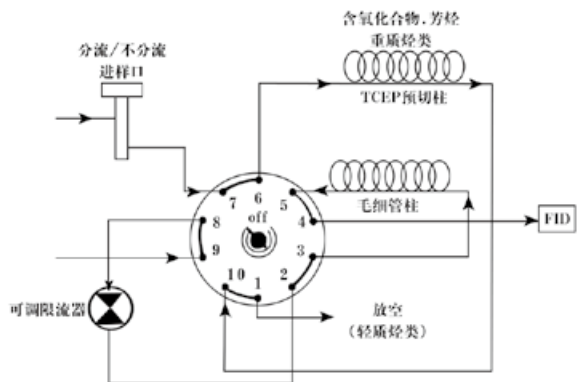 分流/不分流
进样口
含氧化合物.芳烃
重质烃类
TCEP预切柱
毛细管柱
FID
6
7
5
8
off
4
9
3
10
1
2
可调限流器
放空
(轻质烃类)